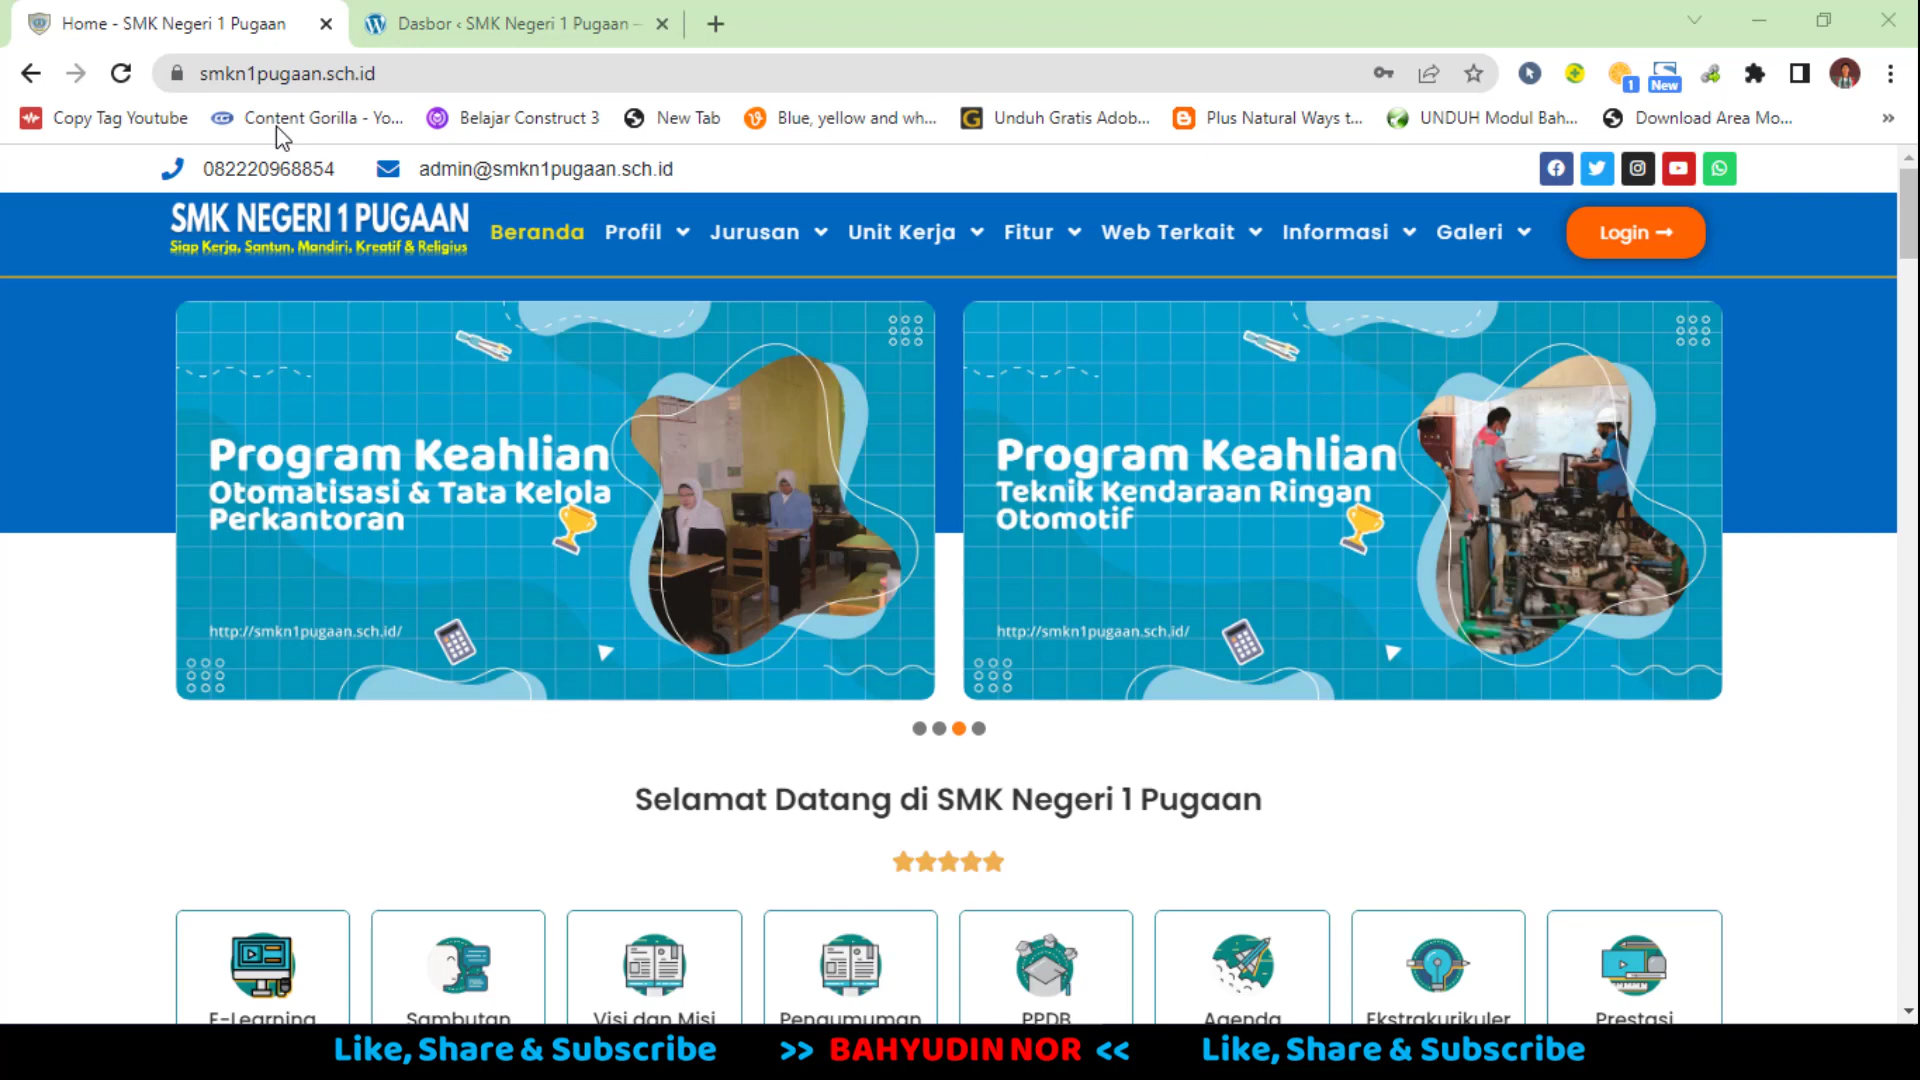 Home - SMK Negeri 1 Pugaan
Dasbor ‹ SMK Negeri 1 Pugaan –
smkn1pugaan.sch.id
1
New
Copy Tag Youtube
Content Gorilla - Yo...
Belajar Construct 3
New Tab
Blue, yellow and wh...
Unduh Gratis Adob...
Plus Natural Ways t...
UNDUH Modul Bah...
Download Area Mo...
»
082220968854
admin@smkn1pugaan.sch.id
SMK NEGERI 1 PUGAAN
Siap Kerja, Santun, Mandiri, Kreatif & Religius
Beranda
Profil
Jurusan
Unit Kerja
Fitur
Web Terkait
Informasi
Galeri
Login
Program Keahlian
Otomatisasi & Tata Kelola
Perkantoran
http://smkn1pugaan.sch.id/
Program Keahlian
Teknik Kendaraan Ringan
Otomotif
http://smkn1pugaan.sch.id/
Selamat Datang di SMK Negeri 1 Pugaan
E-Learning
Sambutan
Visi dan Misi
Pengumuman
PPDB
Agenda
Ekstrakurikuler
Prestasi
Like, Share & Subscribe >> BAHYUDIN NOR << Like, Share & Subscribe